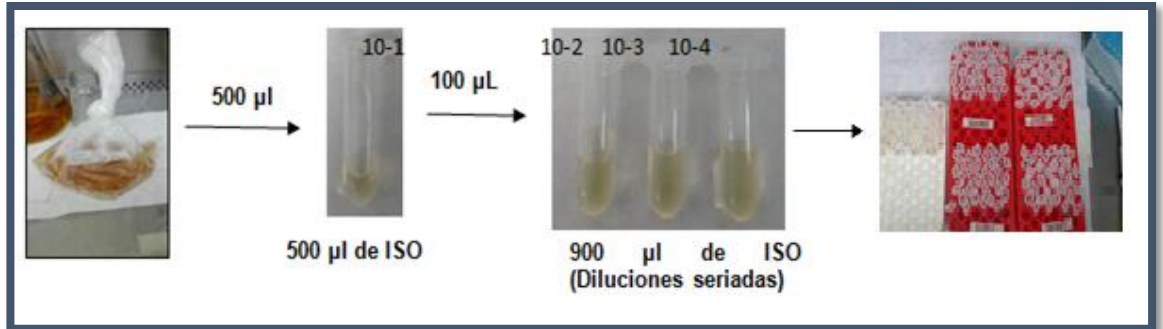 500 µl
10-1
100 µL
10-2 10-3 10-4
500 µl de ISO
900 µl de ISO
(Diluciones seriadas)